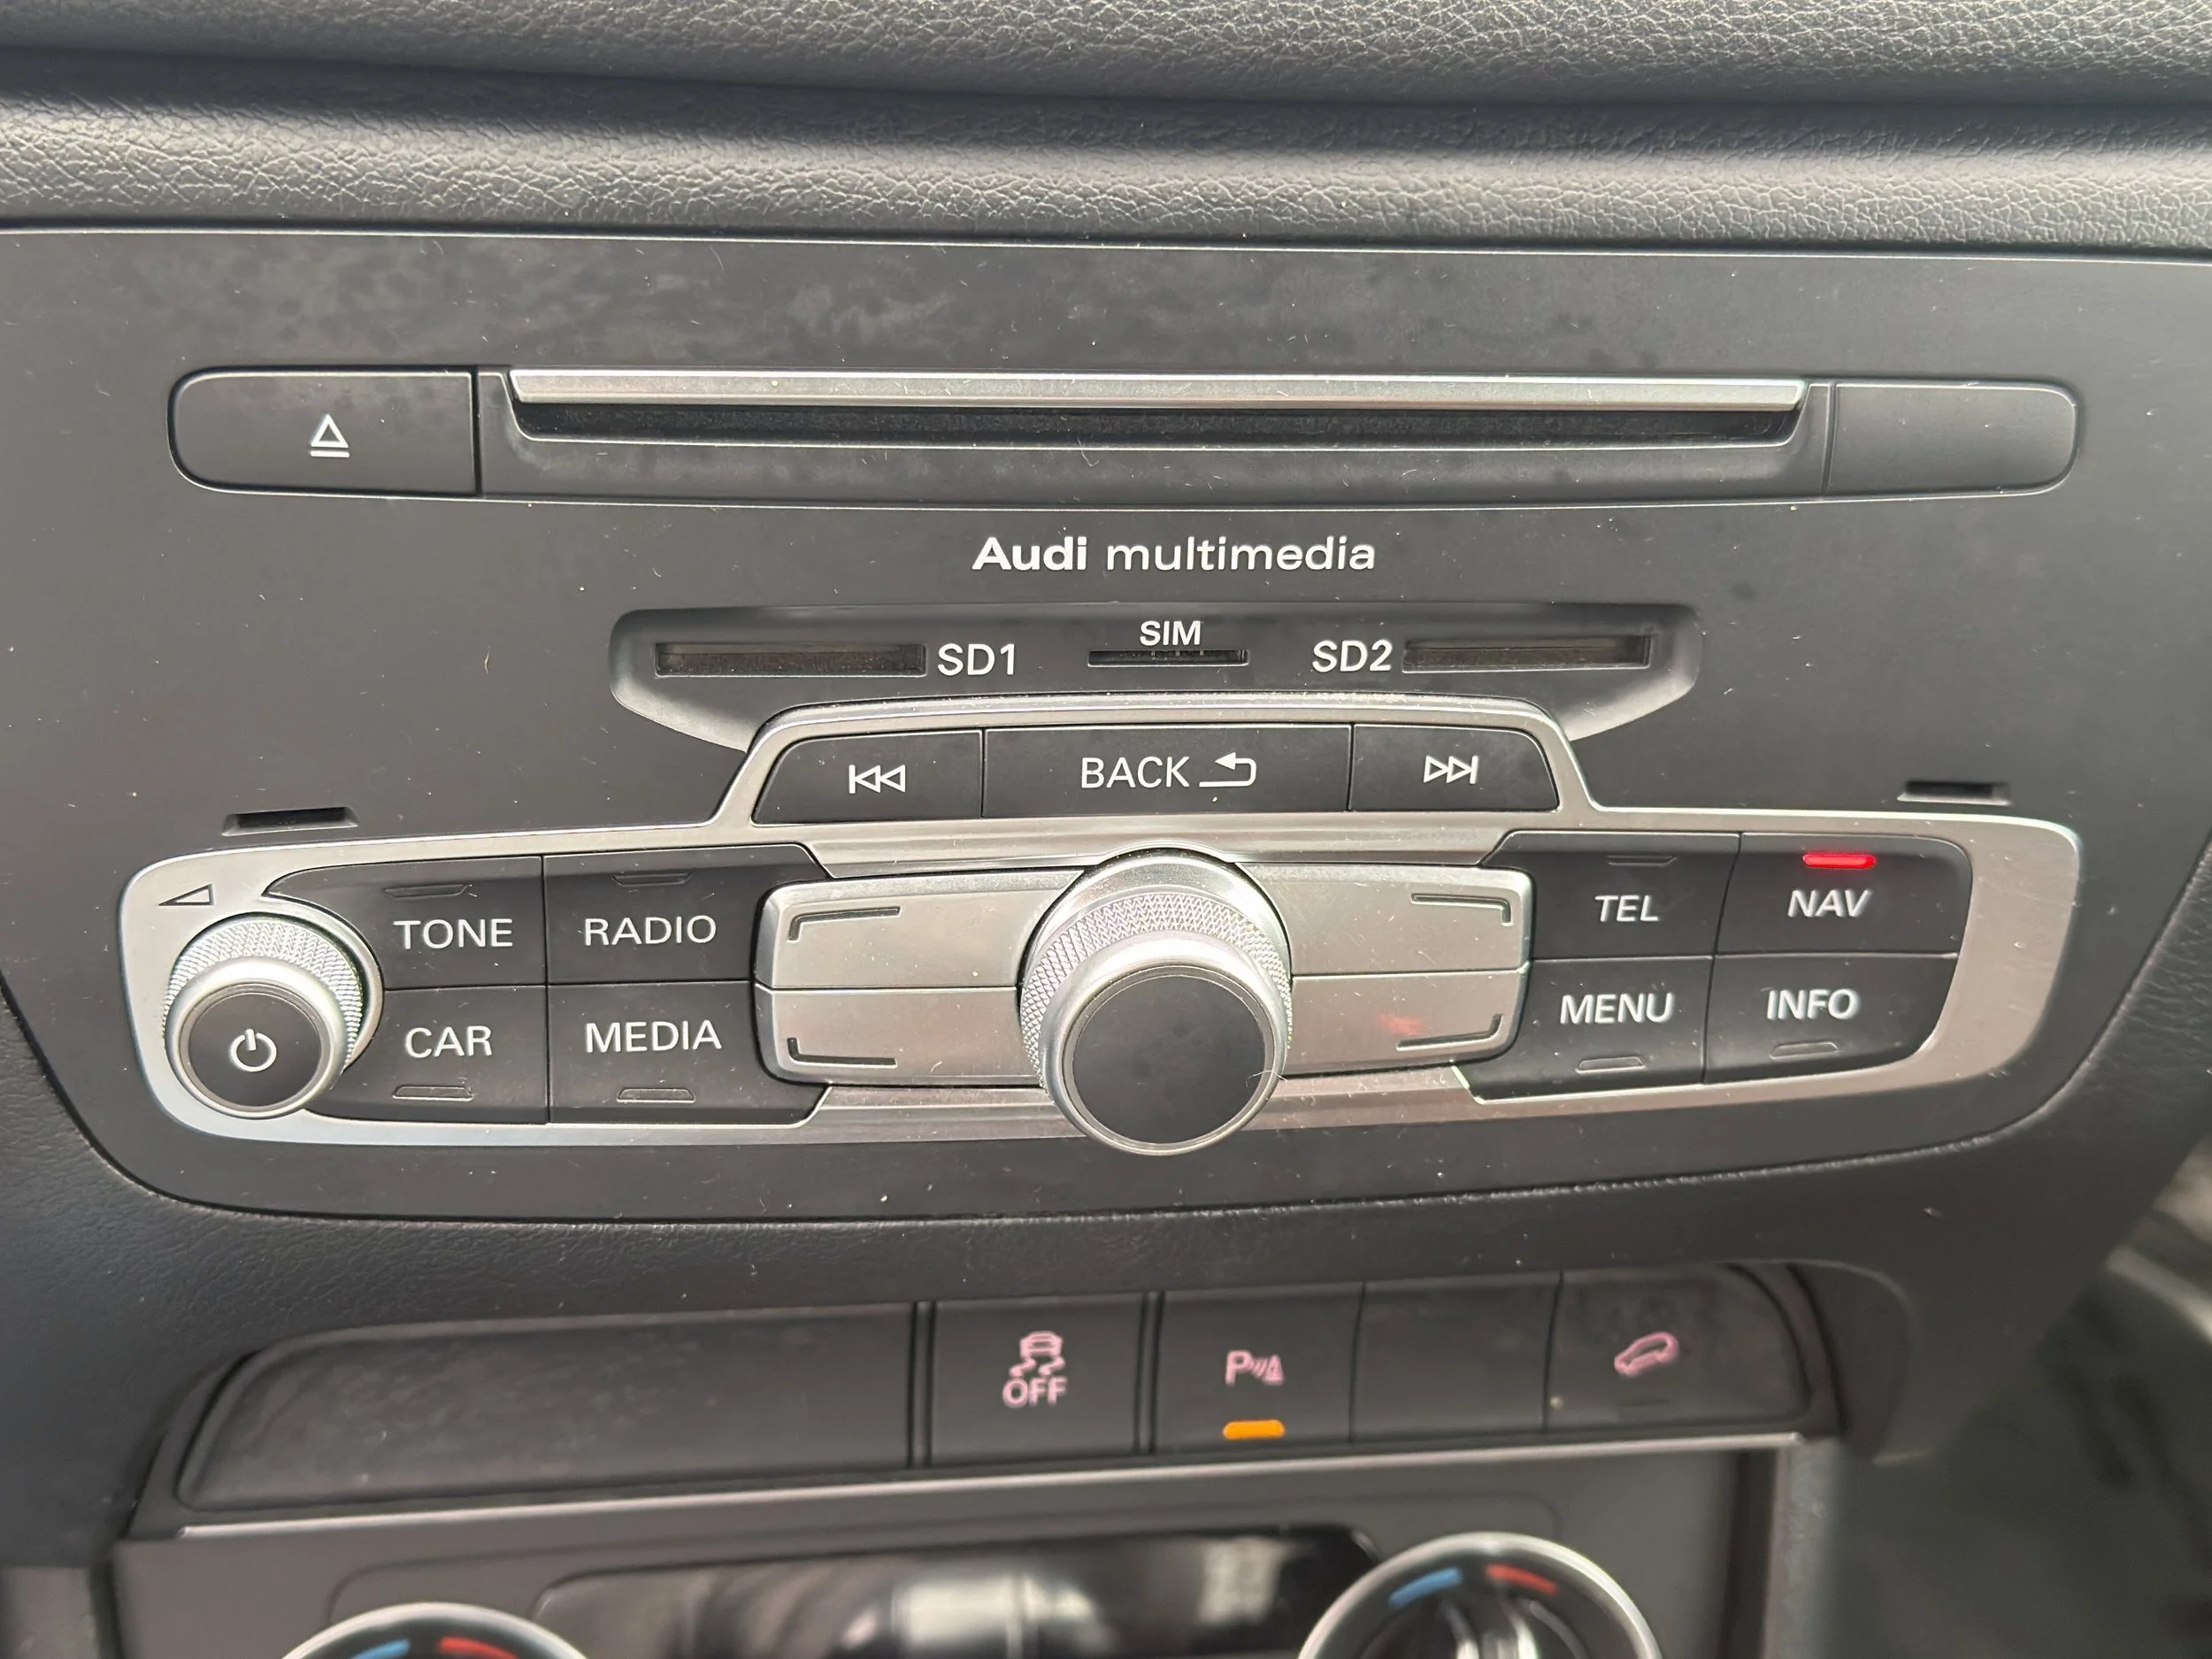 Audi multimedia
SD1 SIM SD2
BACK
TONE RADIO TEL NAV
CAR MEDIA MENU INFO
OFF P